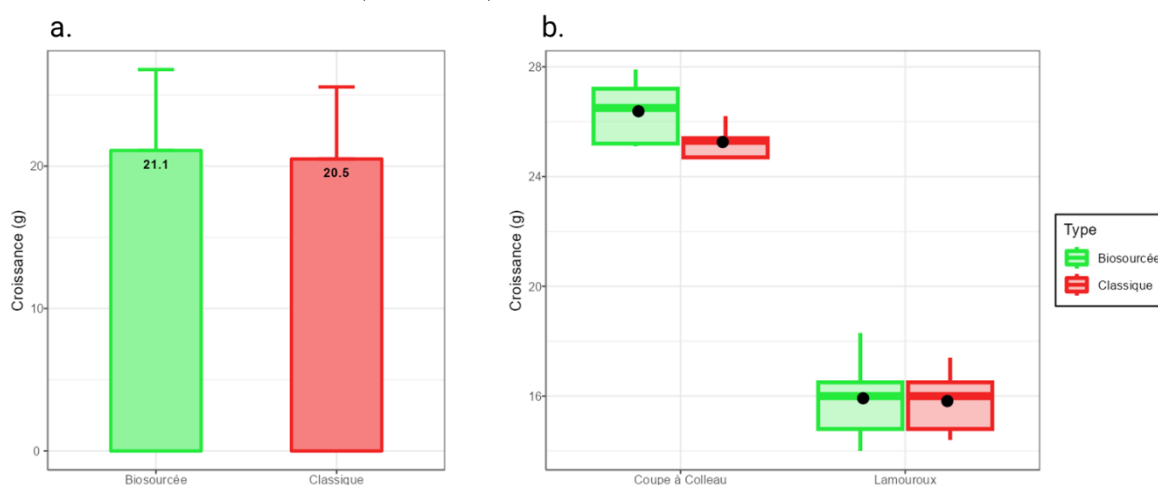 a.
Croissance (g)
20
10
0
21.1
20.5
Biosourcée
Classique
b.
Croissance (g)
28
24
20
16
Coupe à Colleau
Lamouroux
Type
Biosourcée
Classique